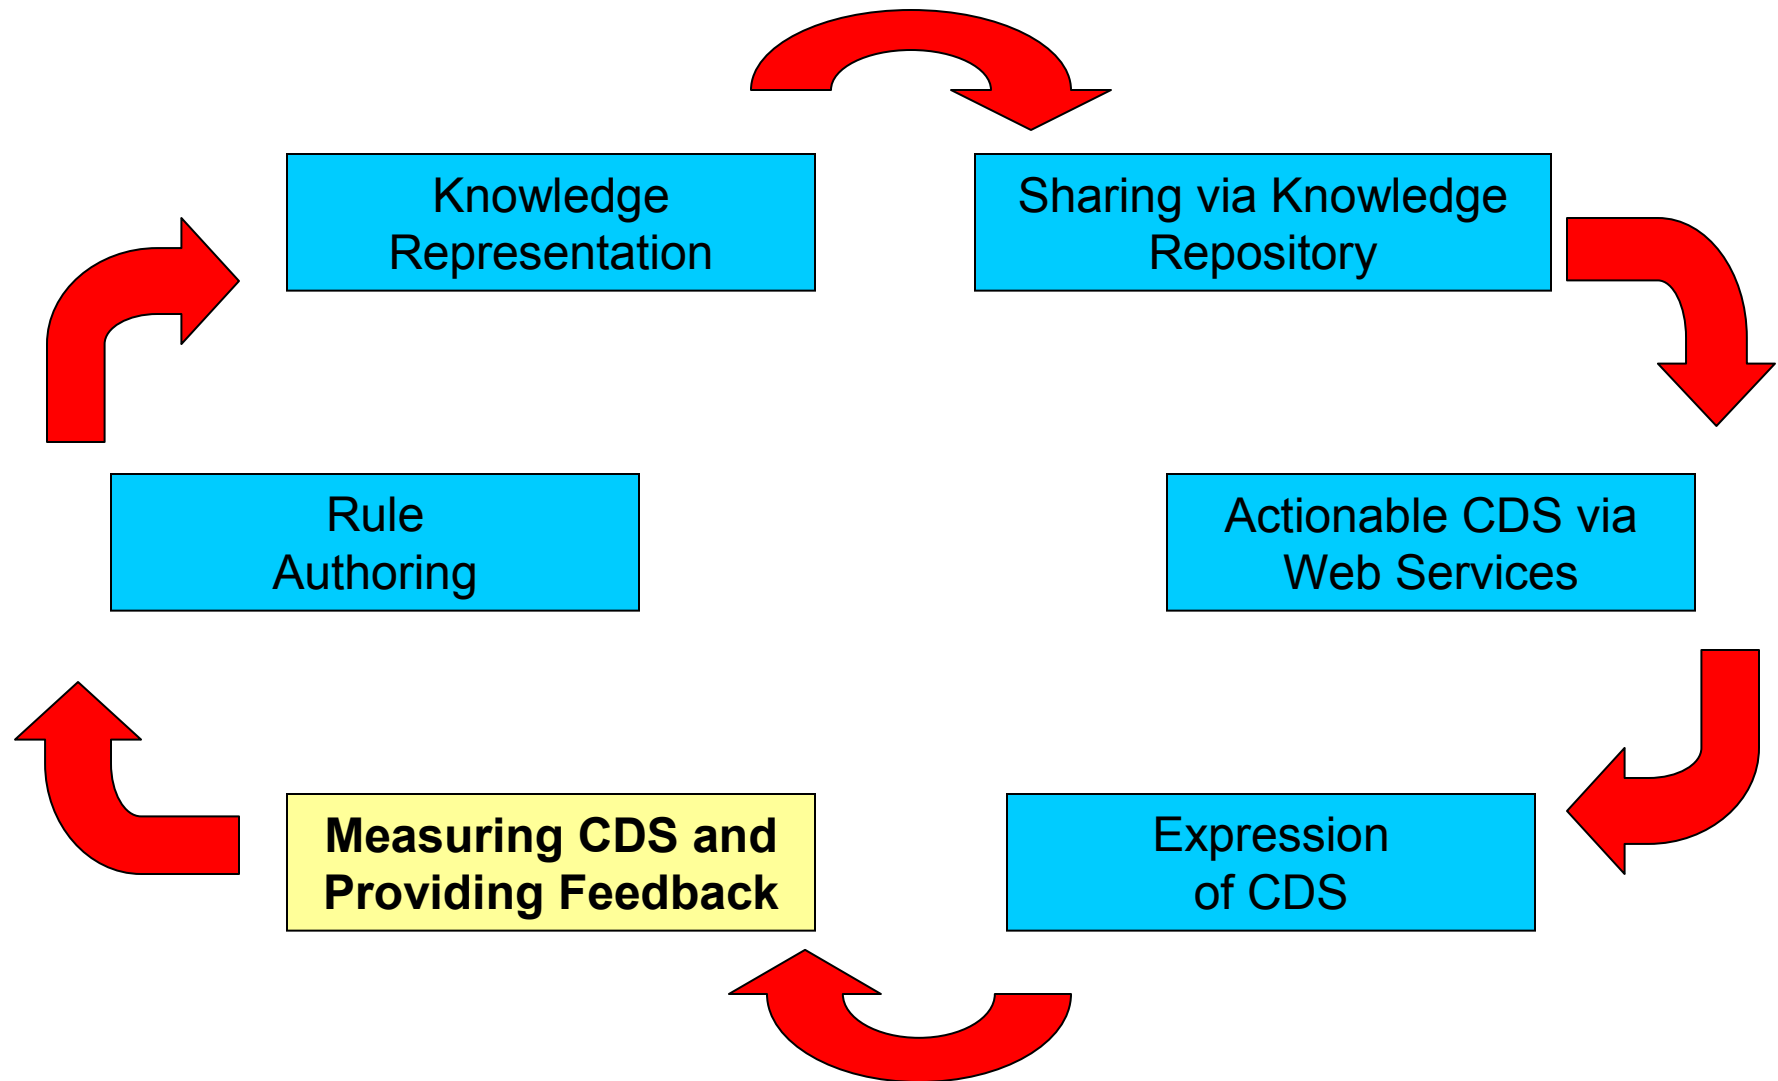 Knowledge
Representation
Sharing via Knowledge
Repository
Rule
Authoring
Actionable CDS via
Web Services
Measuring CDS and
Providing Feedback
Expression
of CDS